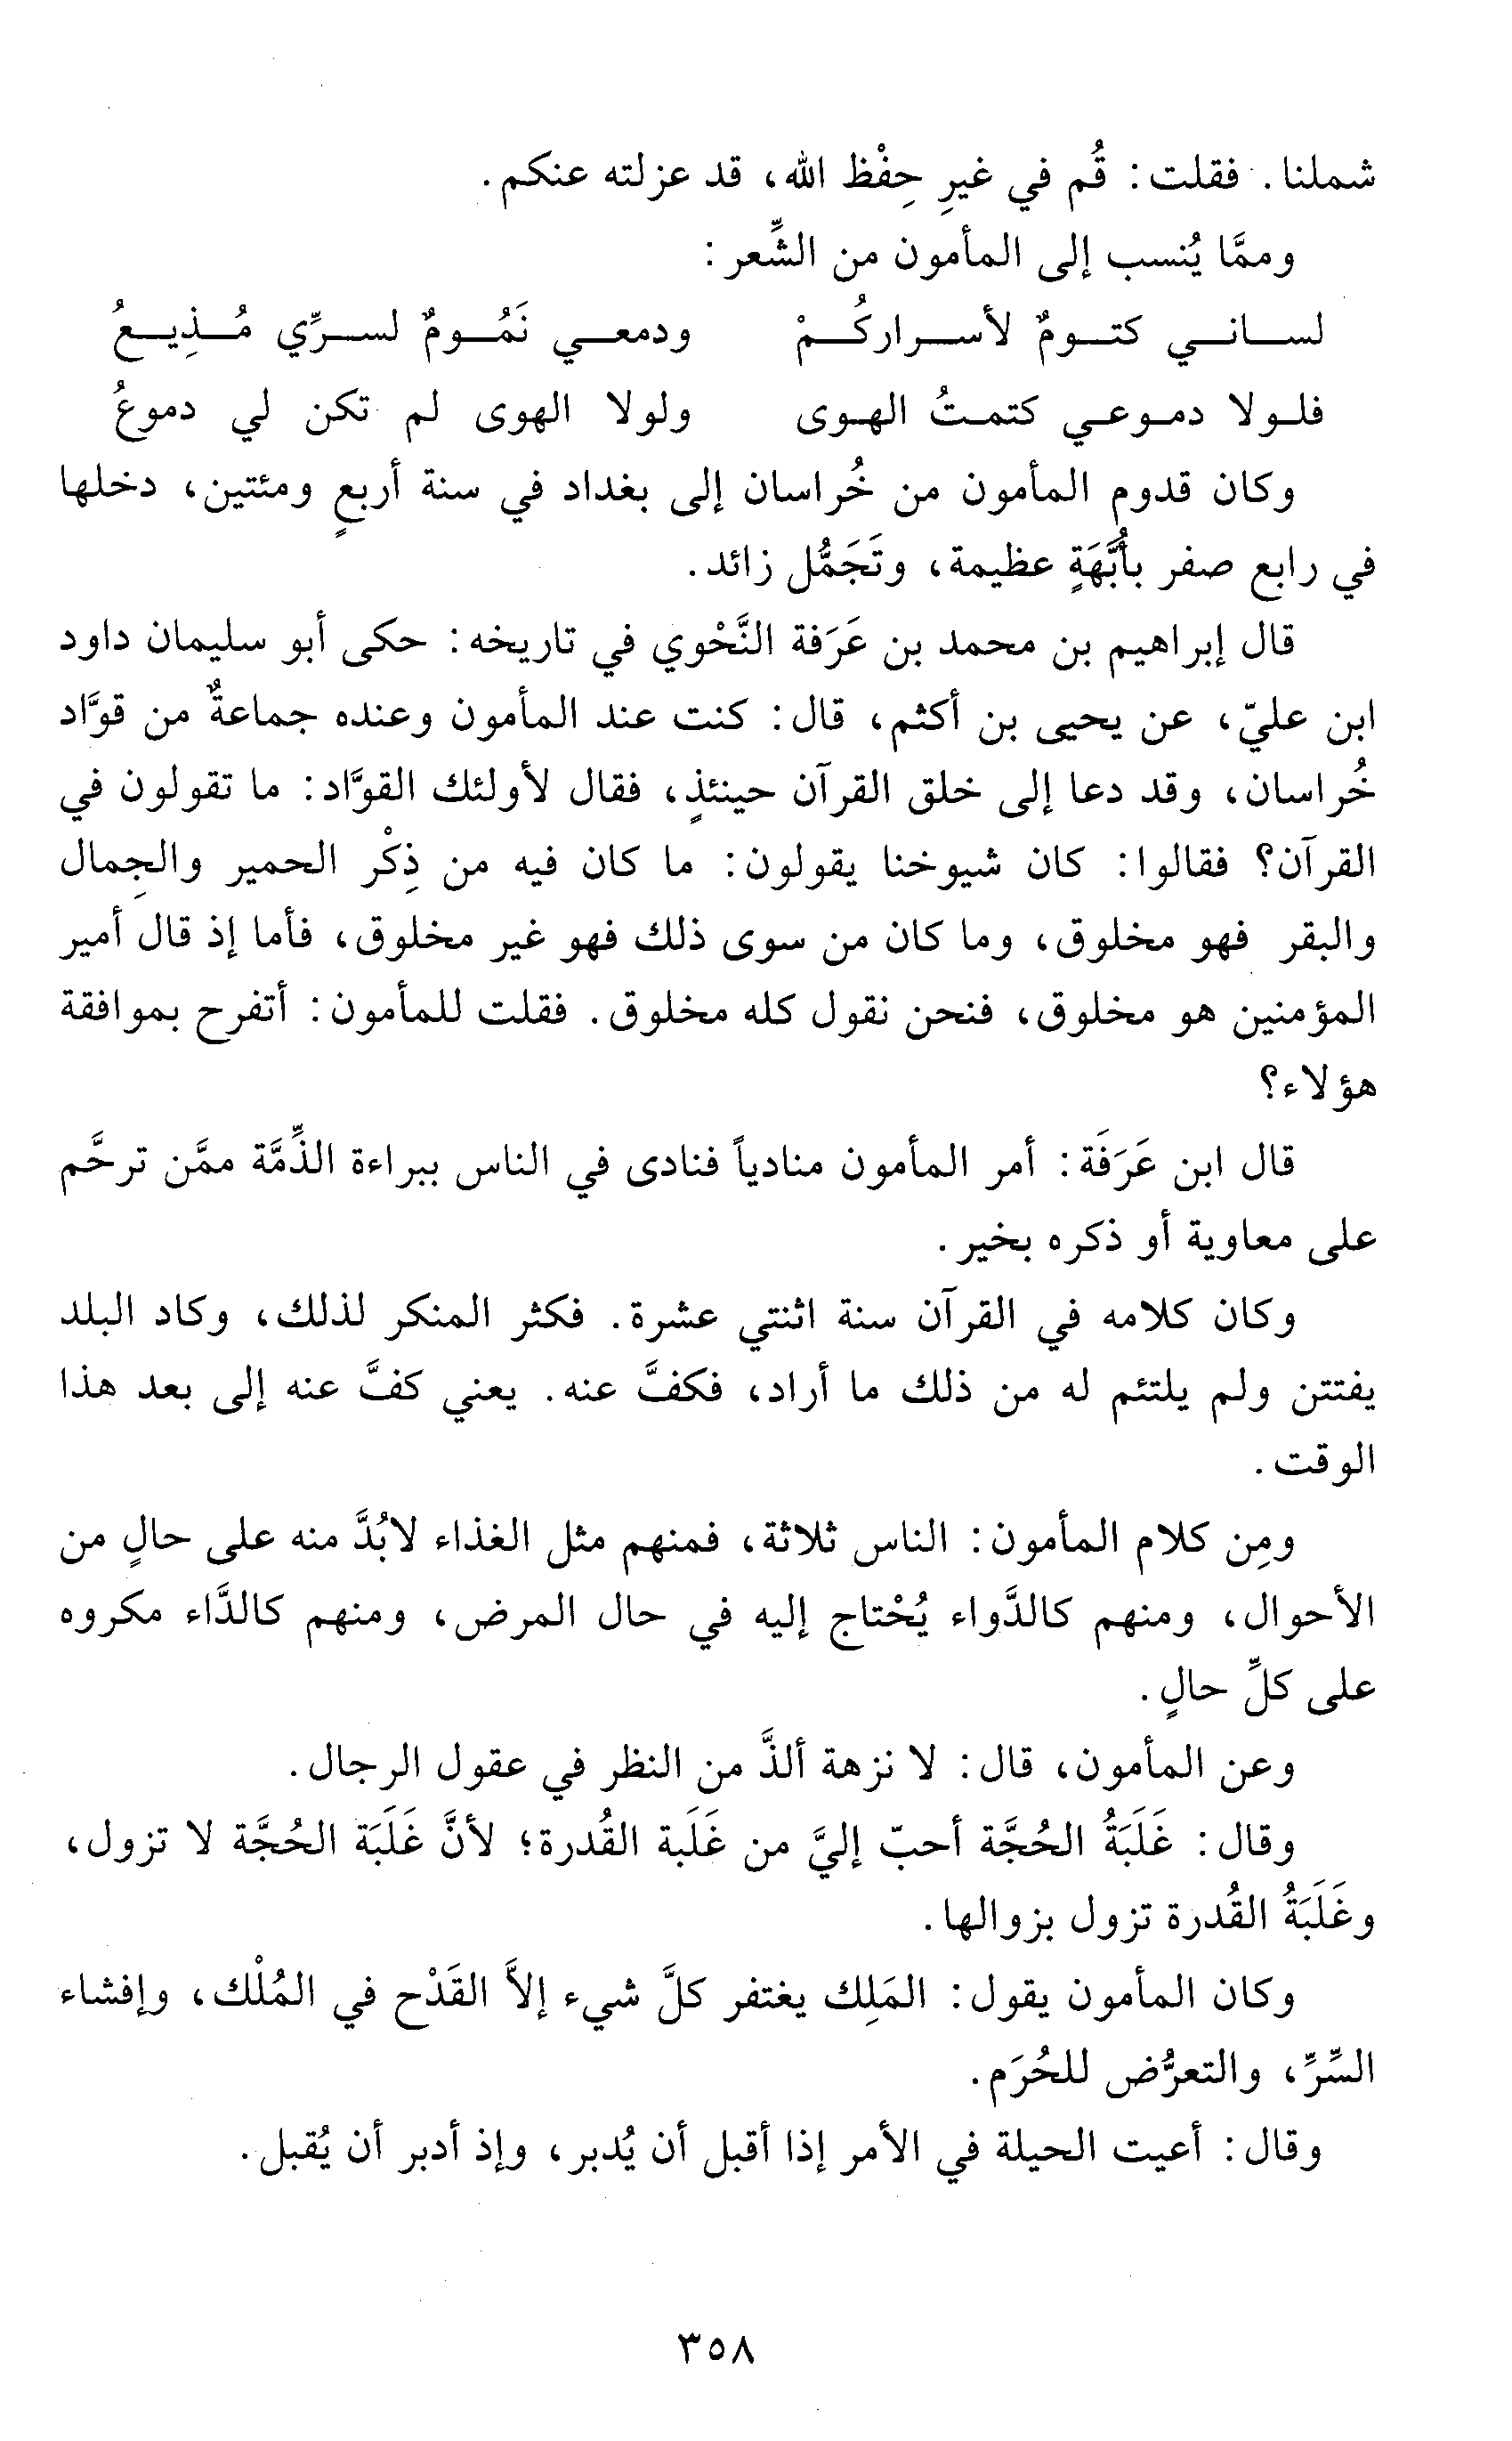 شملنا. فقلت: قُم في غيرِ حِفْظ الله، قد عزلته عنكم.
وممَّا يُنسب إلى المأمون من الشِّعر:
لســانــي كتــومٌ لأســراركُــمْ ودمعــي نَمُــومٌ لســرِّي مُــذِيــعُ
فلـولا دمـوعـي كتمـتُ الهـوى ولولا الهوى لم تكن لي دموعُ
وكان قدوم المأمون من خُراسان إلى بغداد في سنة أربعٍ ومئتين، دخلها
في رابع صفر بأُبَّهَةٍ عظيمة، وتَجَمُّل زائد.
قال إبراهيم بن محمد بن عَرَفة النَّحْوي في تاريخه: حكى أبو سليمان داود
ابن عليّ، عن يحيى بن أكثم، قال: كنت عند المأمون وعنده جماعةٌ من قوَّاد
خُراسان، وقد دعا إلى خلق القرآن حينئذٍ، فقال لأولئك القوَّاد: ما تقولون في
القرآن؟ فقالوا: كان شيوخنا يقولون: ما كان فيه من ذِكْر الحمير والجِمال
والبقر فهو مخلوق، وما كان من سوى ذلك فهو غير مخلوق، فأما إذ قال أمير
المؤمنين هو مخلوق، فنحن نقول كله مخلوق. فقلت للمأمون: أتفرح بموافقة
هؤلاء؟
قال ابن عَرَفَة: أمر المأمون منادياً فنادى في الناس ببراءة الذِّمَّة ممَّن ترحَّم
على معاوية أو ذكره بخير.
وكان كلامه في القرآن سنة اثنتي عشرة. فكثر المنكر لذلك، وكاد البلد
يفتتن ولم يلتئم له من ذلك ما أراد، فكفَّ عنه. يعني كفَّ عنه إلى بعد هذا
الوقت.
ومِن كلام المأمون: الناس ثلاثة، فمنهم مثل الغذاء لابُدَّ منه على حالٍ من
الأحوال، ومنهم كالدَّواء يُحْتاج إليه في حال المرض، ومنهم كالدَّاء مكروه
على كلِّ حالٍ.
وعن المأمون، قال: لا نزهة ألذَّ من النظر في عقول الرجال.
وقال: غَلَبَةُ الحُجَّة أحبّ إليَّ من غَلَبة القُدرة؛ لأنَّ غَلَبَة الحُجَّة لا تزول،
وغَلَبَةُ القُدرة تزول بزوالها.
وكان المأمون يقول: المَلِك يغتفر كلَّ شيء إلاَّ القَدْح في المُلْك، وإفشاء
السِّرِّ، والتعرُّض للحُرَم.
وقال: أعيت الحيلة في الأمر إذا أقبل أن يُدبر، وإذ أدبر أن يُقبل.
٣٥٨